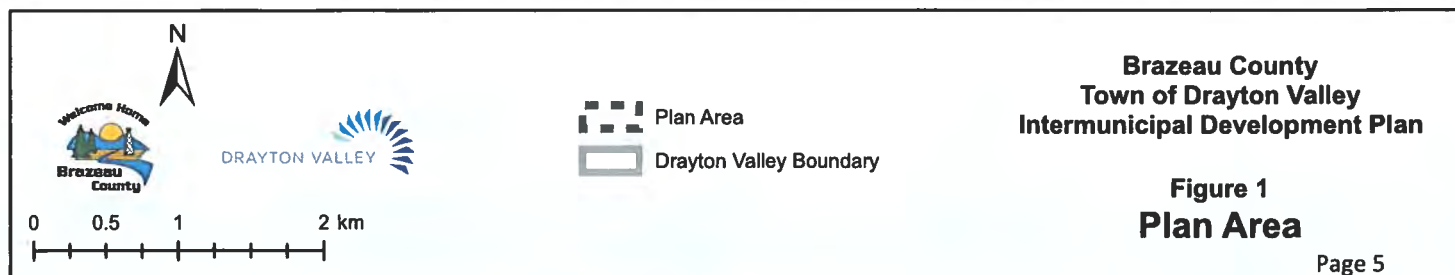 N
Welcome Home
Brazeau
County
DRAYTON VALLEY
0 0.5 1 2 km
Plan Area
Drayton Valley Boundary
Brazeau County
Town of Drayton Valley
Intermunicipal Development Plan
Figure 1
Plan Area
Page 5